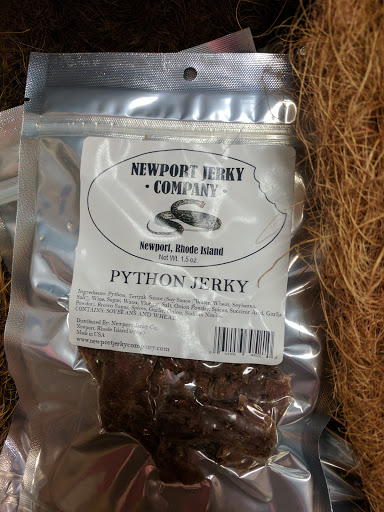 NEWPORT JERKY
· COMPANY ·
Newport, Rhode Island
Net Wt. 1.5 oz.
PYTHON JERKY
Ingredients: Python, Teriyaki Sauce (Soy Sauce (Water, Wheat, Soybeans,
Salt), Wine, Sugar, Water, Vinegar, Salt, Onion Powder, Spices, Succinic Acid, Garlic
Powder), Brown Sugar, Spices, Garlic, Sodium
CONTAINS: SOYBEANS AND WHEAT
Distributed By: Newport Jerky Co.
Newport, Rhode Island
Made in USA
www.newportjerkycompany.com